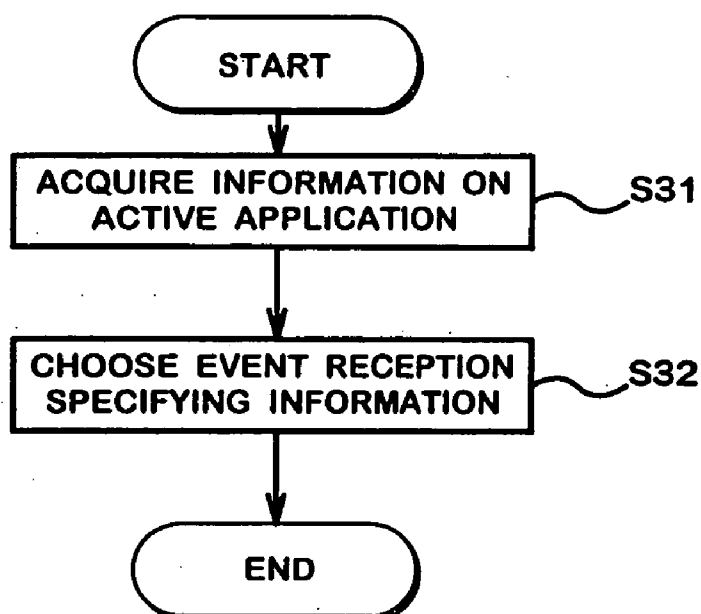 START
ACQUIRE INFORMATION ON
ACTIVE APPLICATION
S31
CHOOSE EVENT RECEPTION
SPECIFYING INFORMATION
S32
END